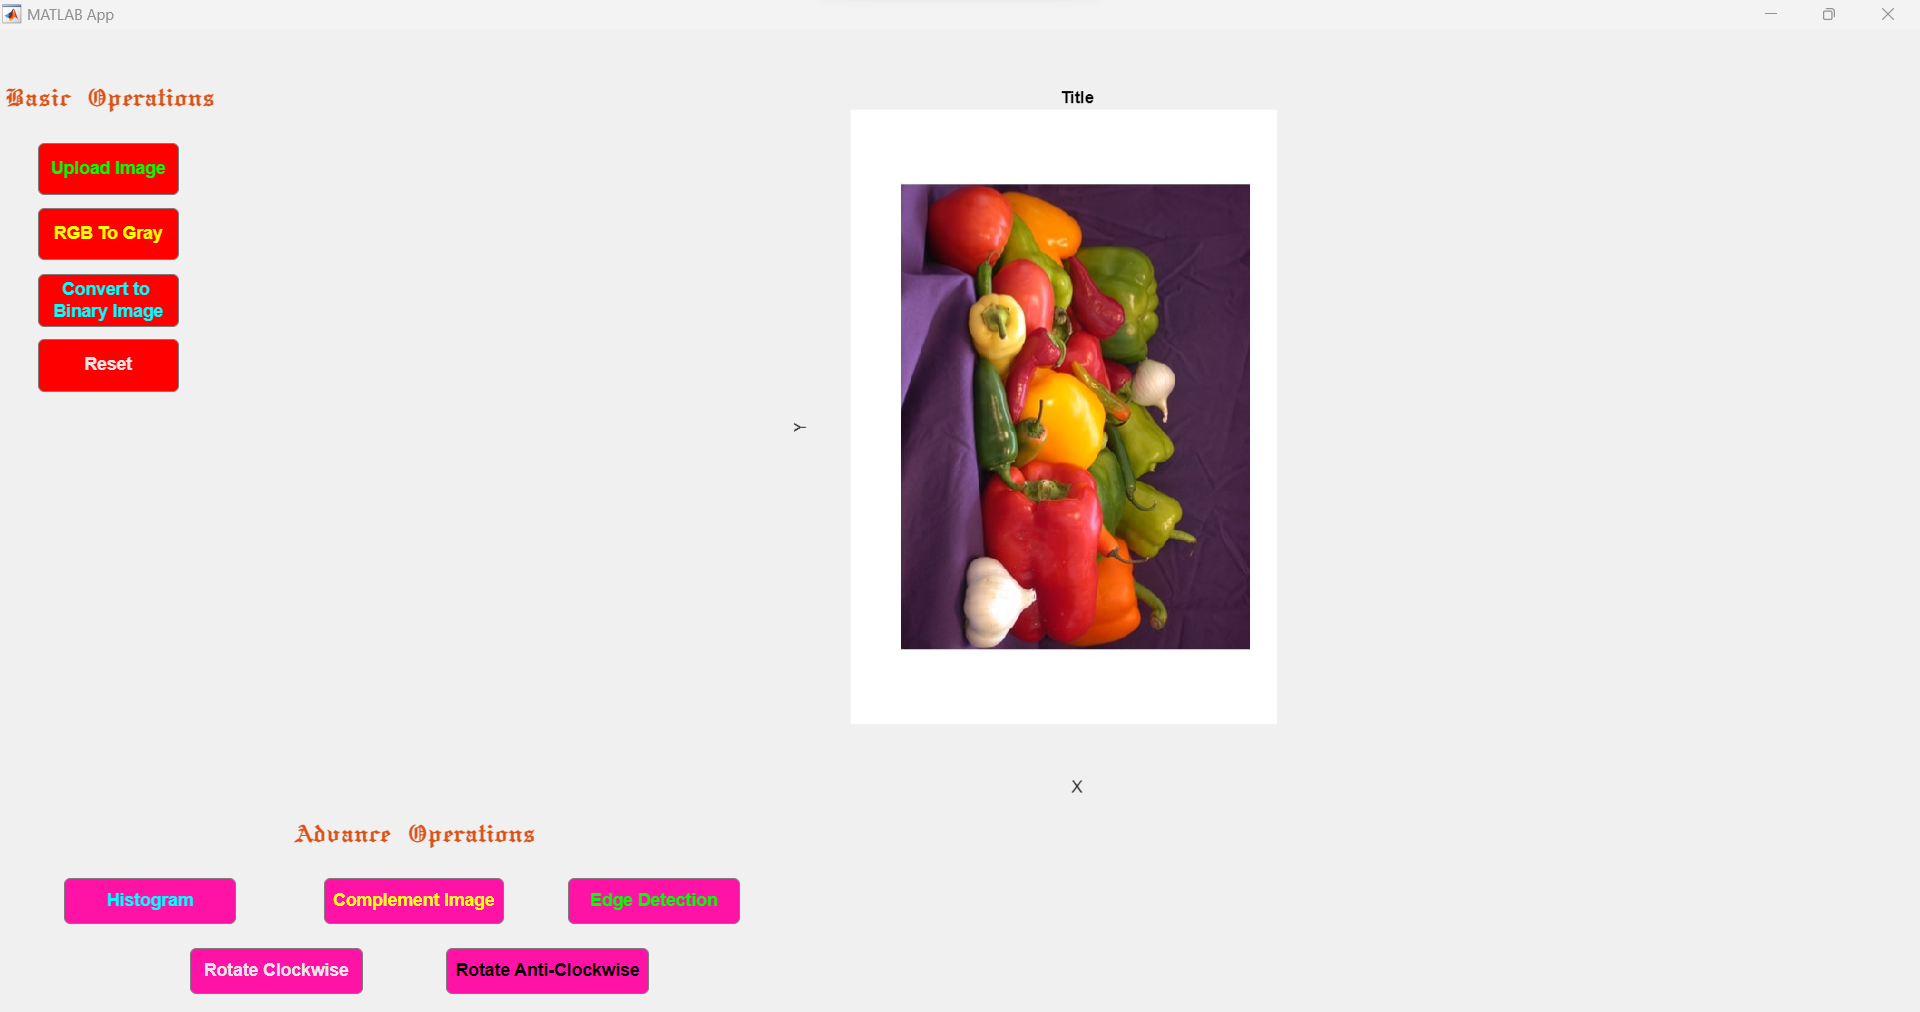 MATLAB App
Basic Operations
Upload Image
RGB To Gray
Convert to
Binary Image
Reset
Title
Y
X
Advance Operations
Histogram
Complement Image
Edge Detection
Rotate Clockwise
Rotate Anti-Clockwise